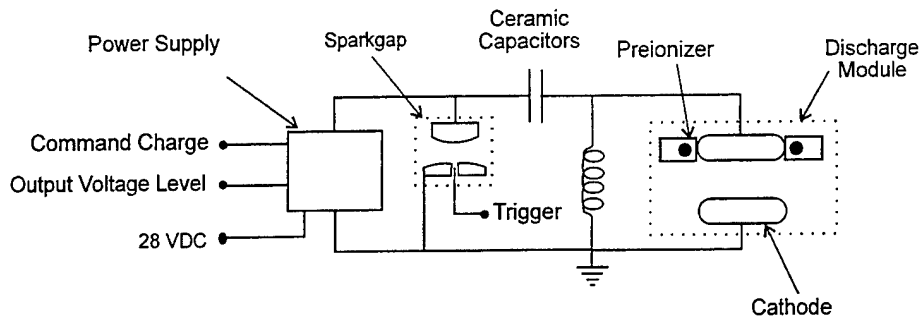 Power Supply
Sparkgap
Ceramic
Capacitors
Preionizer
Discharge
Module
Command Charge
Output Voltage Level
28 VDC
Trigger
Cathode